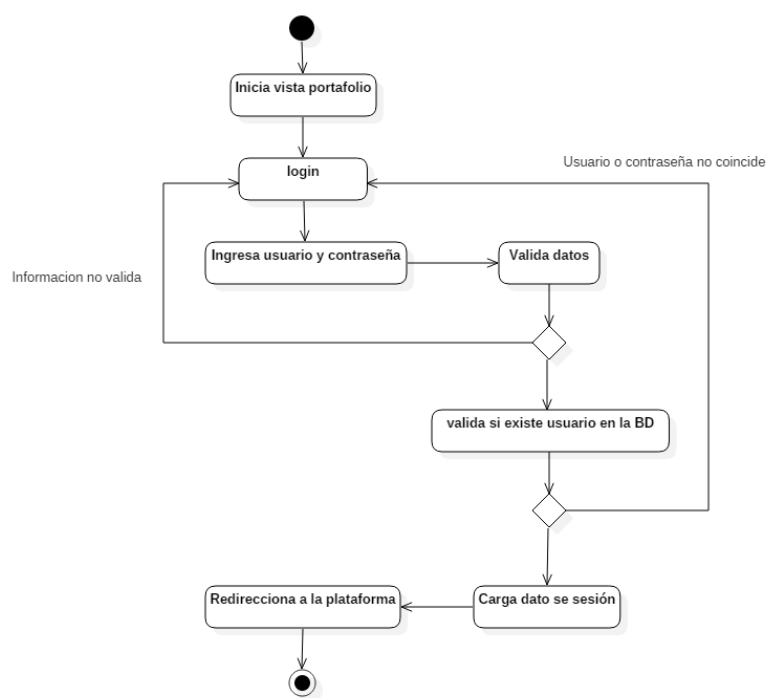 Inicia vista portafolio
Usuario o contraseña no coincide
login
Ingresa usuario y contraseña
Valida datos
Informacion no valida
valida si existe usuario en la BD
Redirecciona a la plataforma
Carga dato se sesión